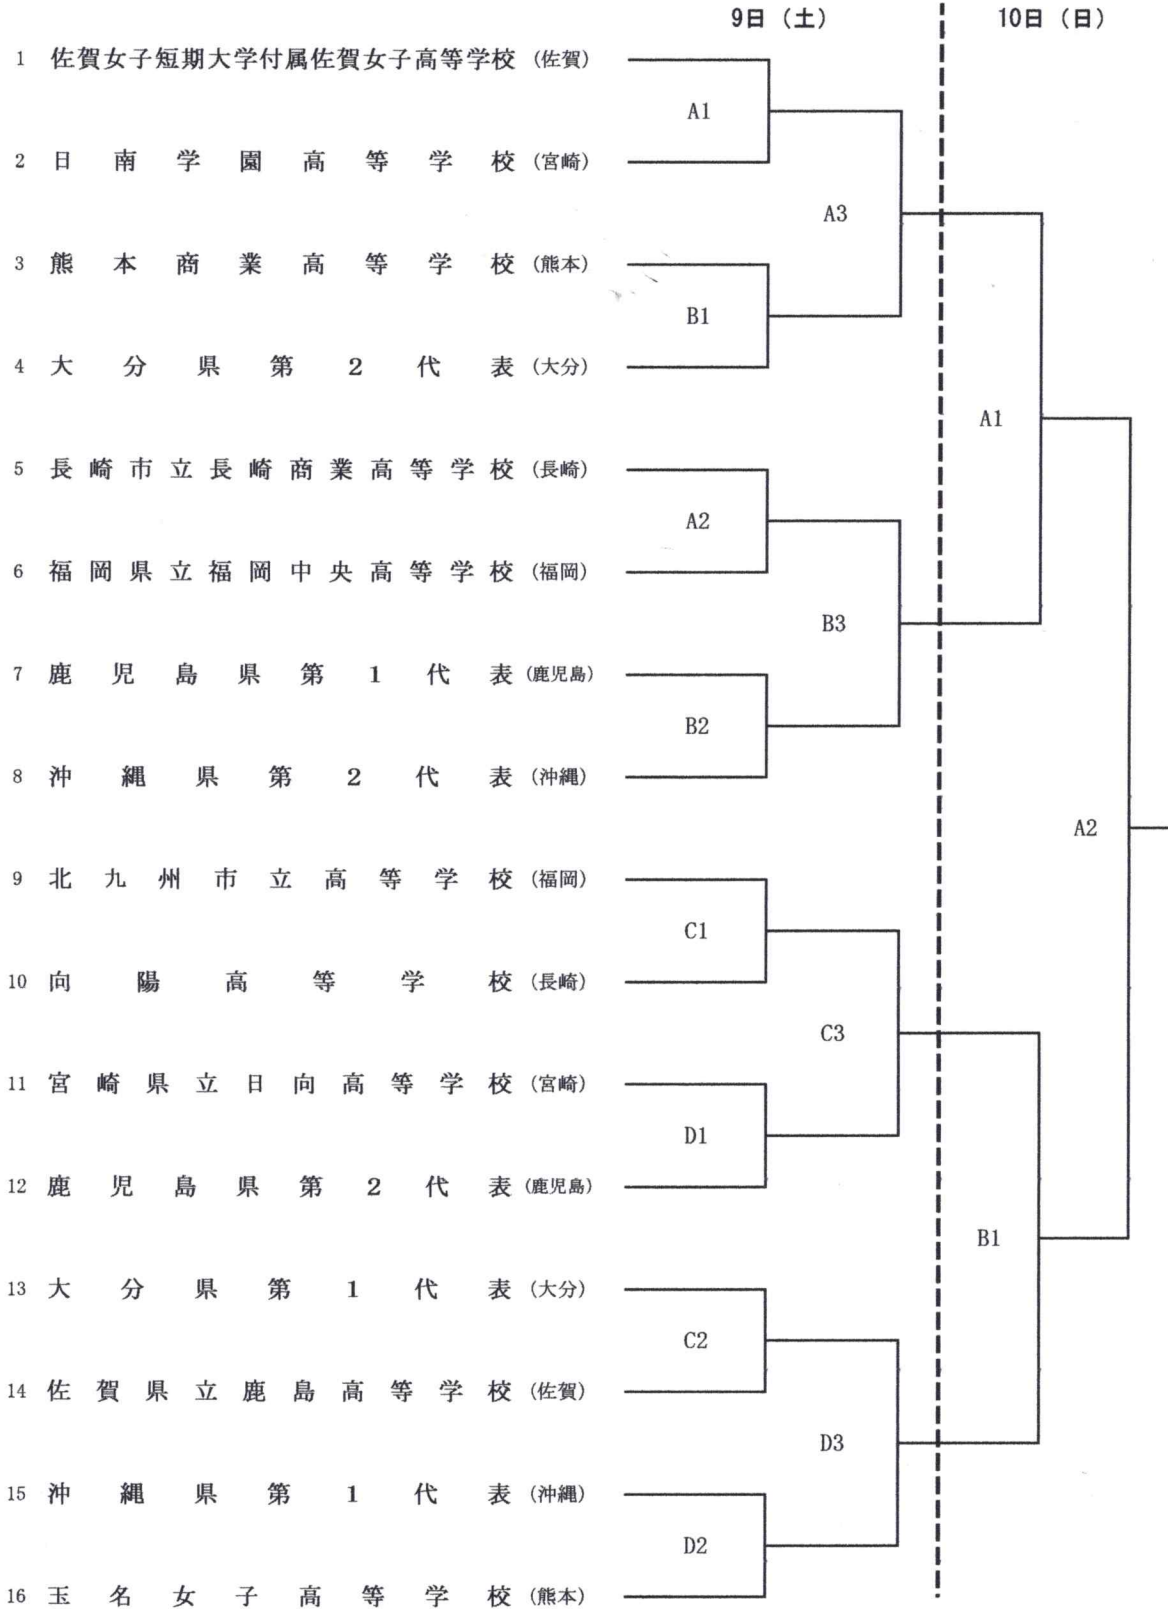 9日（土） 10日（日）
1 佐賀女子短期大学付属佐賀女子高等学校（佐賀）
A1
2 日南学園高等学校（宮崎）
A3
3 熊本商業高等学校（熊本）
B1
4 大分県第2代表（大分）
A1
5 長崎市立長崎商業高等学校（長崎）
A2
6 福岡県立福岡中央高等学校（福岡）
B3
7 鹿児島県第1代表（鹿児島）
B2
8 沖縄県第2代表（沖縄）
A2
9 北九州市立高等学校（福岡）
C1
10 向陽高等学校（長崎）
C3
11 宮崎県立日向高等学校（宮崎）
D1
12 鹿児島県第2代表（鹿児島）
B1
13 大分県第1代表（大分）
C2
14 佐賀県立鹿島高等学校（佐賀）
D3
15 沖縄県第1代表（沖縄）
D2
16 玉名女子高等学校（熊本）